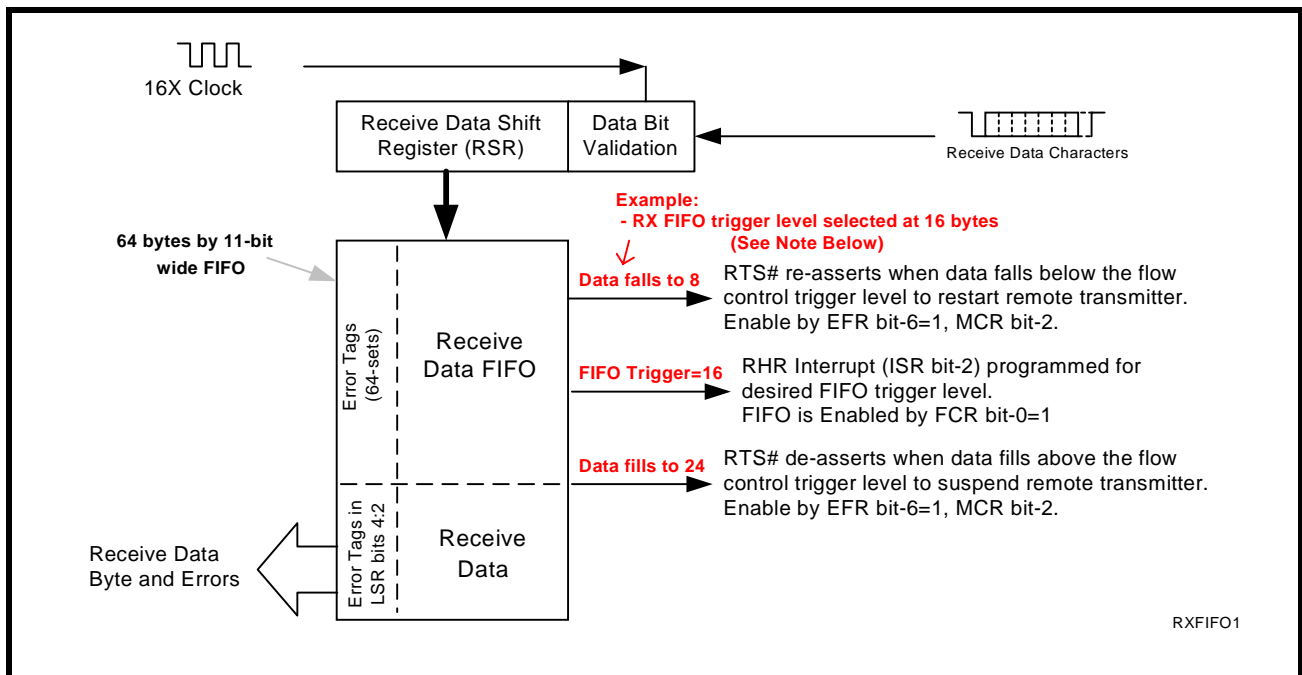 16X Clock
Receive Data Shift
Register (RSR)
Data Bit
Validation
Receive Data Characters
Example:
- RX FIFO trigger level selected at 16 bytes
(See Note Below)
64 bytes by 11-bit
wide FIFO
Data falls to 8
RTS# re-asserts when data falls below the flow
control trigger level to restart remote transmitter.
Enable by EFR bit-6=1, MCR bit-2.
Error Tags
(64-sets)
Receive
Data FIFO
FIFO Trigger=16
RHR Interrupt (ISR bit-2) programmed for
desired FIFO trigger level.
FIFO is Enabled by FCR bit-0=1
Data fills to 24
RTS# de-asserts when data fills above the flow
control trigger level to suspend remote transmitter.
Enable by EFR bit-6=1, MCR bit-2.
Error Tags in
LSR bits 4:2
Receive
Data
Receive Data
Byte and Errors
RXFIFO1